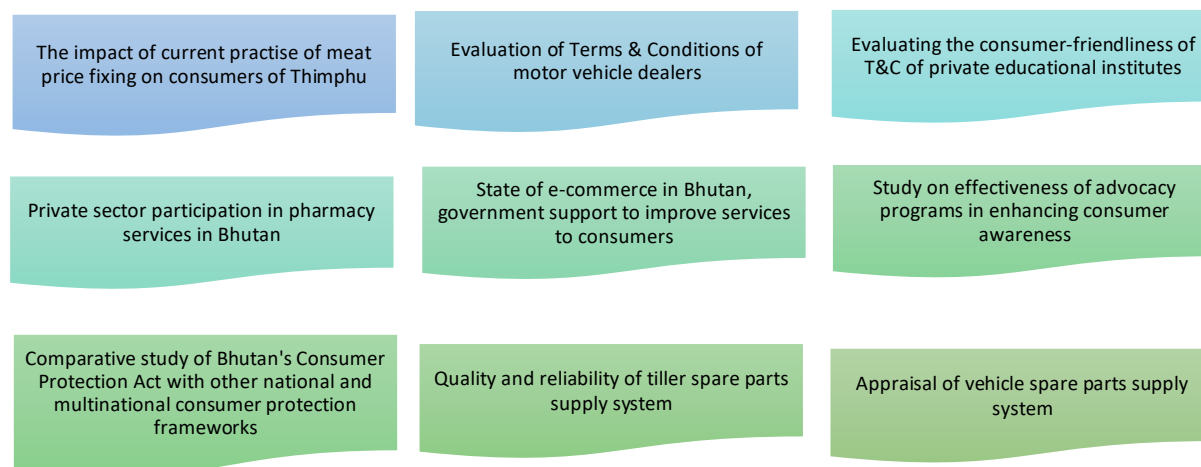 The impact of current practise of meat
price fixing on consumers of Thimphu
Evaluation of Terms & Conditions of
motor vehicle dealers
Evaluating the consumer-friendliness of
T&C of private educational institutes
Private sector participation in pharmacy
services in Bhutan
State of e-commerce in Bhutan,
government support to improve services
to consumers
Study on effectiveness of advocacy
programs in enhancing consumer
awareness
Comparative study of Bhutan's Consumer
Protection Act with other national and
multinational consumer protection
frameworks
Quality and reliability of tiller spare parts
supply system
Appraisal of vehicle spare parts supply
system